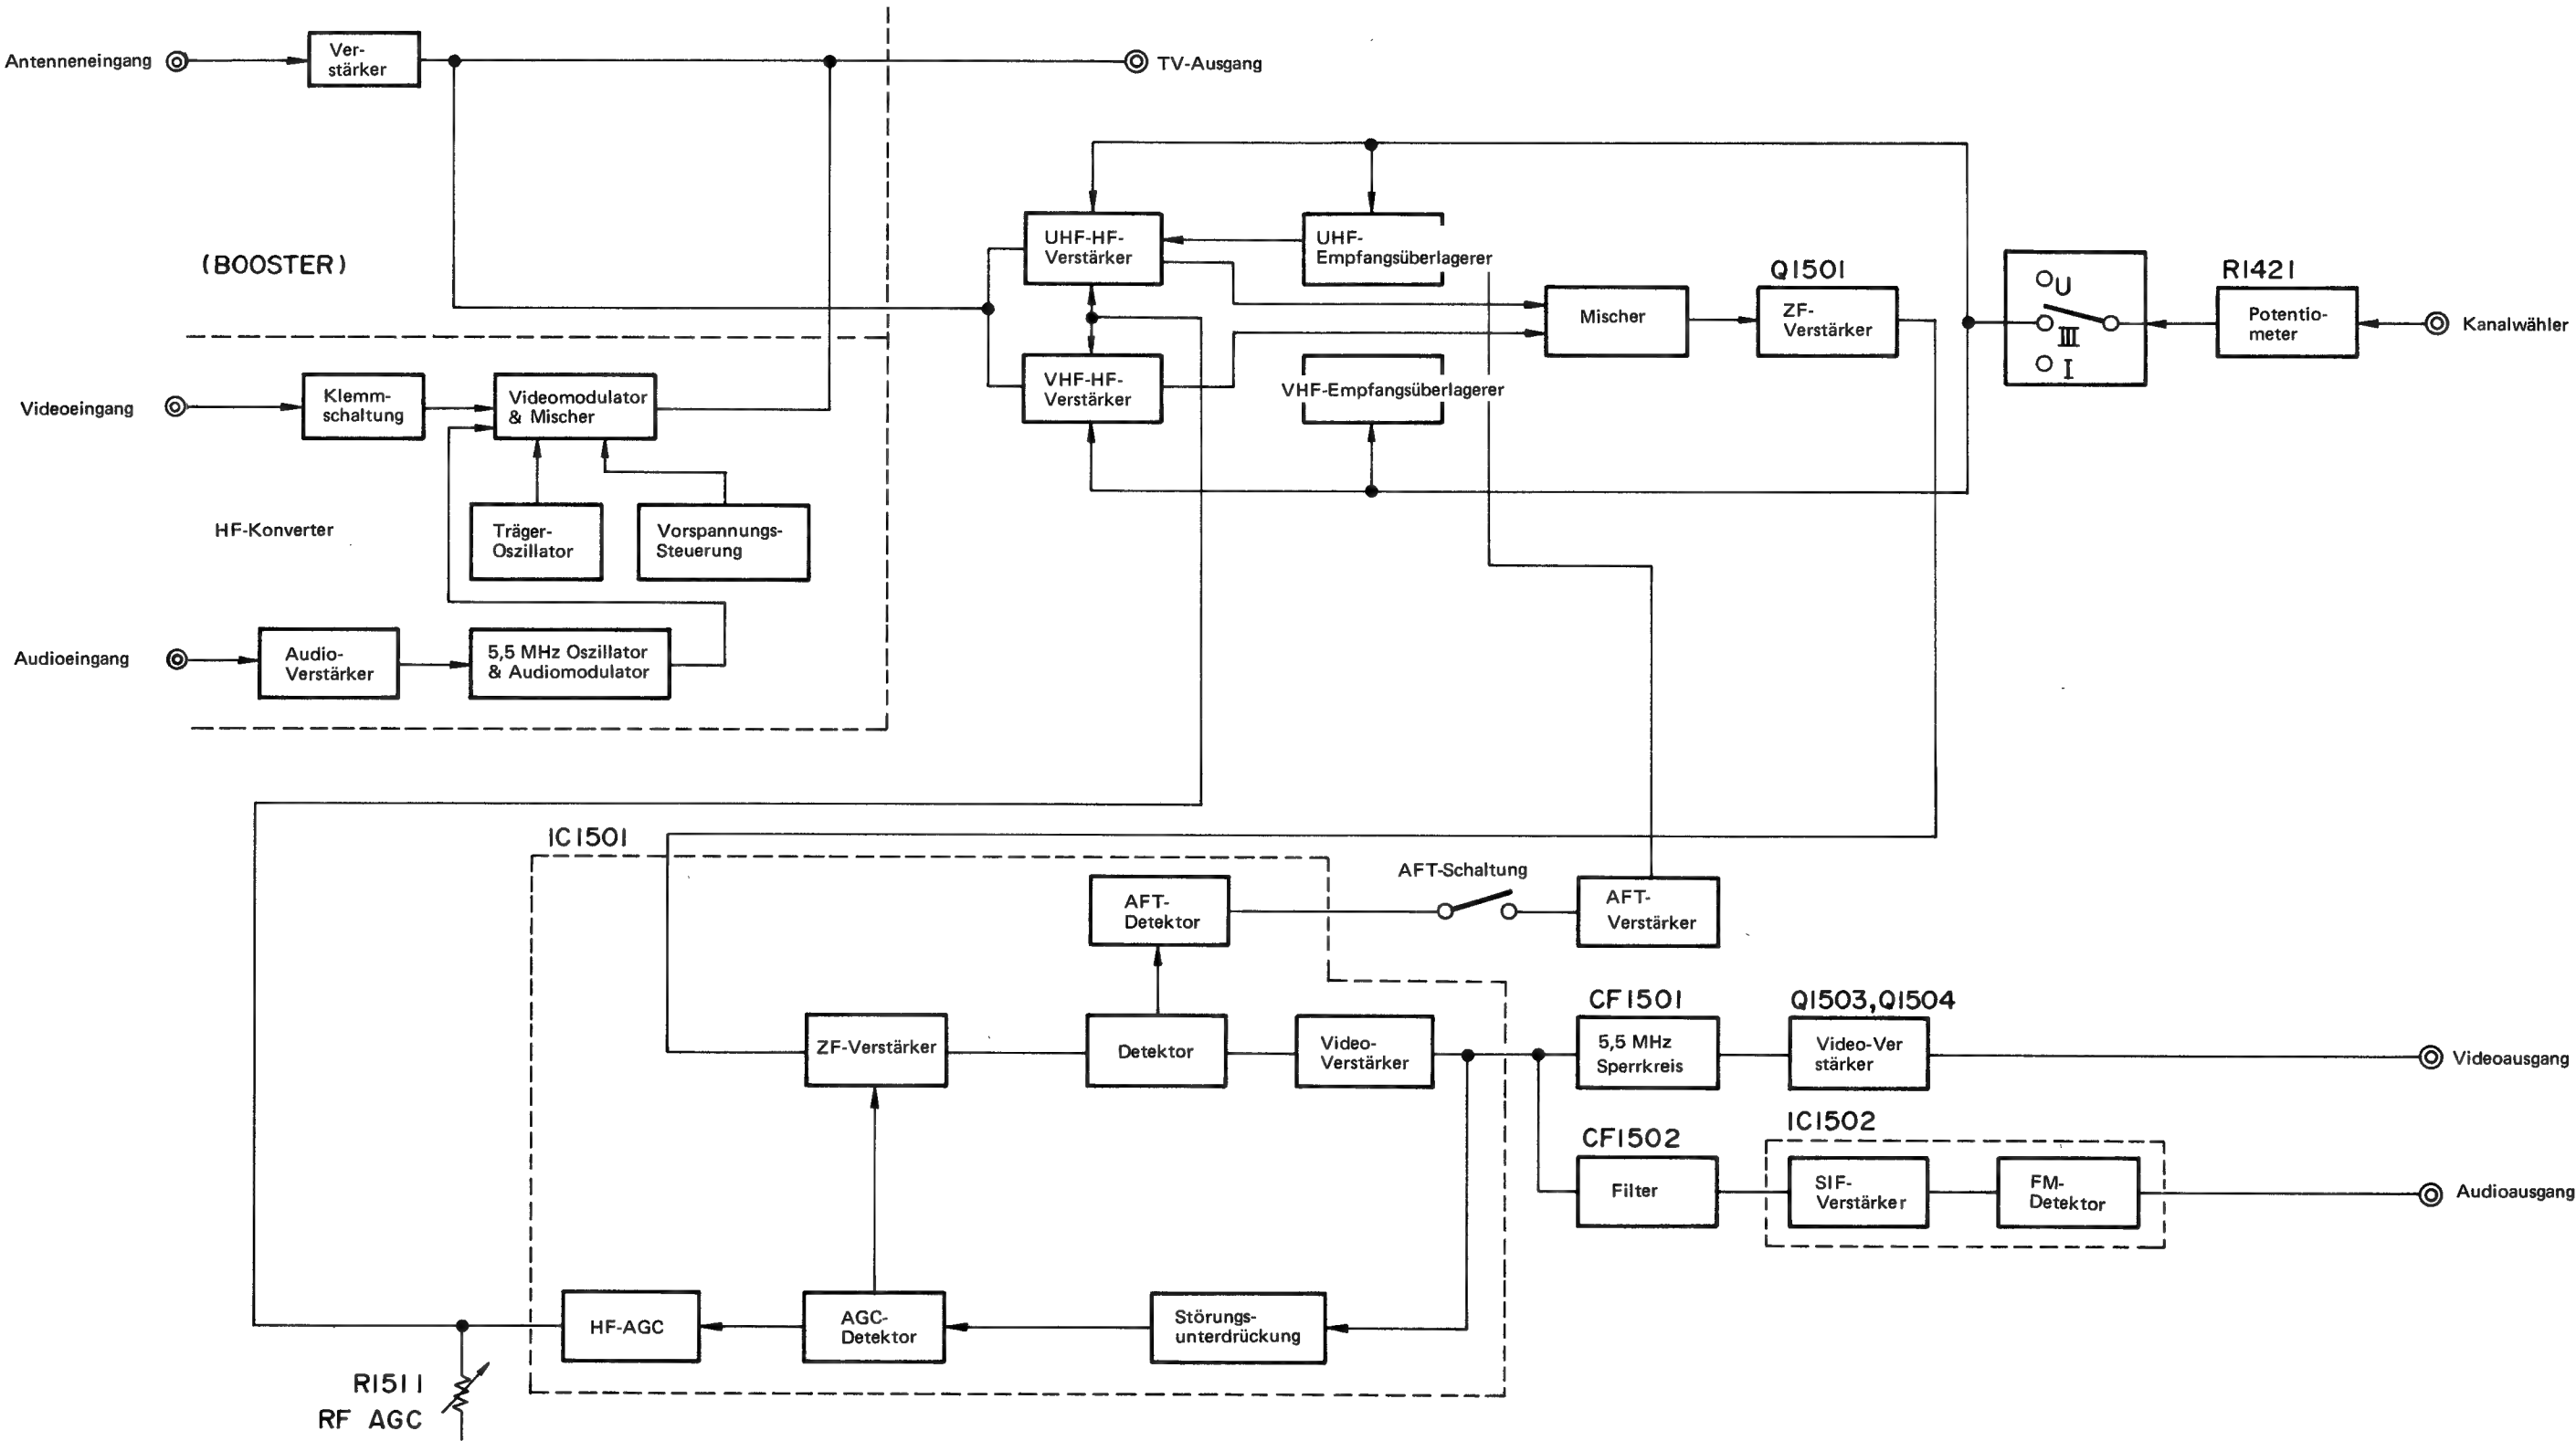 Antenneneingang
Ver-
stärker
TV-Ausgang
(BOOSTER)
UHF-HF-
Verstärker
UHF-
Empfangsüberlagerer
Mischer
Q1501
ZF-
Verstärker
U
III
I
R1421
Potentio-
meter
Kanalwähler
VHF-HF-
Verstärker
VHF-Empfangsüberlagerer
Videoeingang
Klemm-
schaltung
Videomodulator
& Mischer
HF-Konverter
Träger-
Oszillator
Vorspannungs-
Steuerung
Audioeingang
Audio-
Verstärker
5,5 MHz Oszillator
& Audiomodulator
IC1501
AFT-
Detektor
AFT-Schaltung
AFT-
Verstärker
ZF-Verstärker
Detektor
Video-
Verstärker
CF1501
5,5 MHz
Sperrkreis
Q1503,Q1504
Video-Ver
stärker
Videoausgang
CF1502
Filter
IC1502
SIF-
Verstärker
FM-
Detektor
Audioausgang
HF-AGC
AGC-
Detektor
Störungs-
unterdrückung
R1511
RF AGC